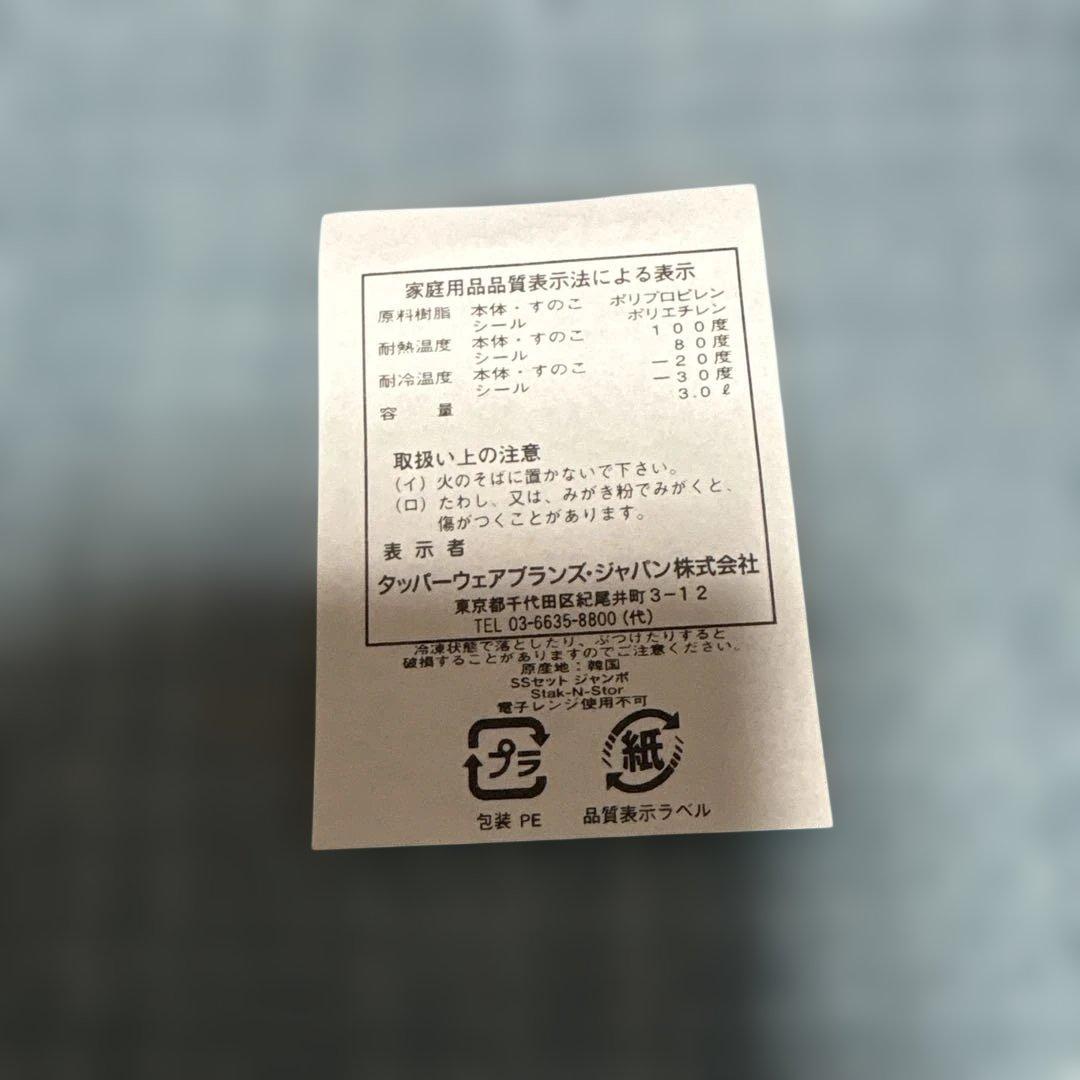 家庭用品品質表示法による表示
原料樹脂 本体・すのこ ポリプロピレン
シール ポリエチレン
耐熱温度 本体・すのこ 100度
シール 80度
耐冷温度 本体・すのこ −20度
シール −30度
容量 3.0ℓ
取扱い上の注意
(イ) 火のそばに置かないで下さい。
(ロ) たわし、又は、みがき粉でみがくと、
傷がつくことがあります。
表示者
タッパーウェアブランズ・ジャパン株式会社
東京都千代田区紀尾井町3-12
TEL 03-6635-8800 (代)
冷凍状態で落としたり、ぶつけたりすると
破損することがありますのでご注意ください。
原産地:韓国
SSセット ジャンボ
Stak-N-Stor
電子レンジ使用不可
プラ 紙
包装 PE 品質表示ラベル